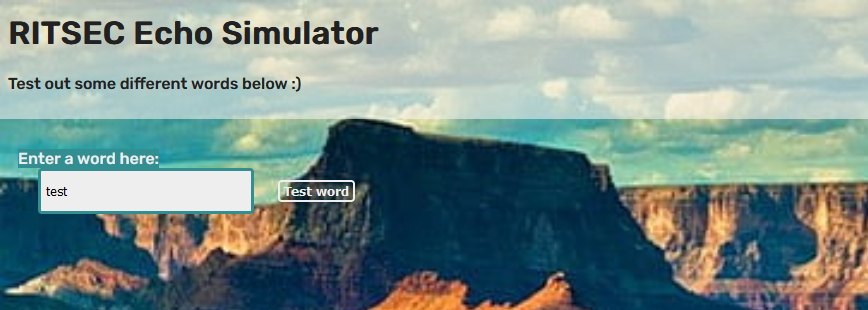 RITSEC Echo Simulator
Test out some different words below :)
Enter a word here:
test
Test word